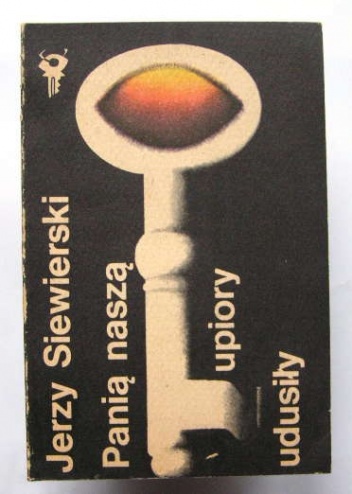 Jerzy Siewierski
Panią naszą
upiory
udusiły